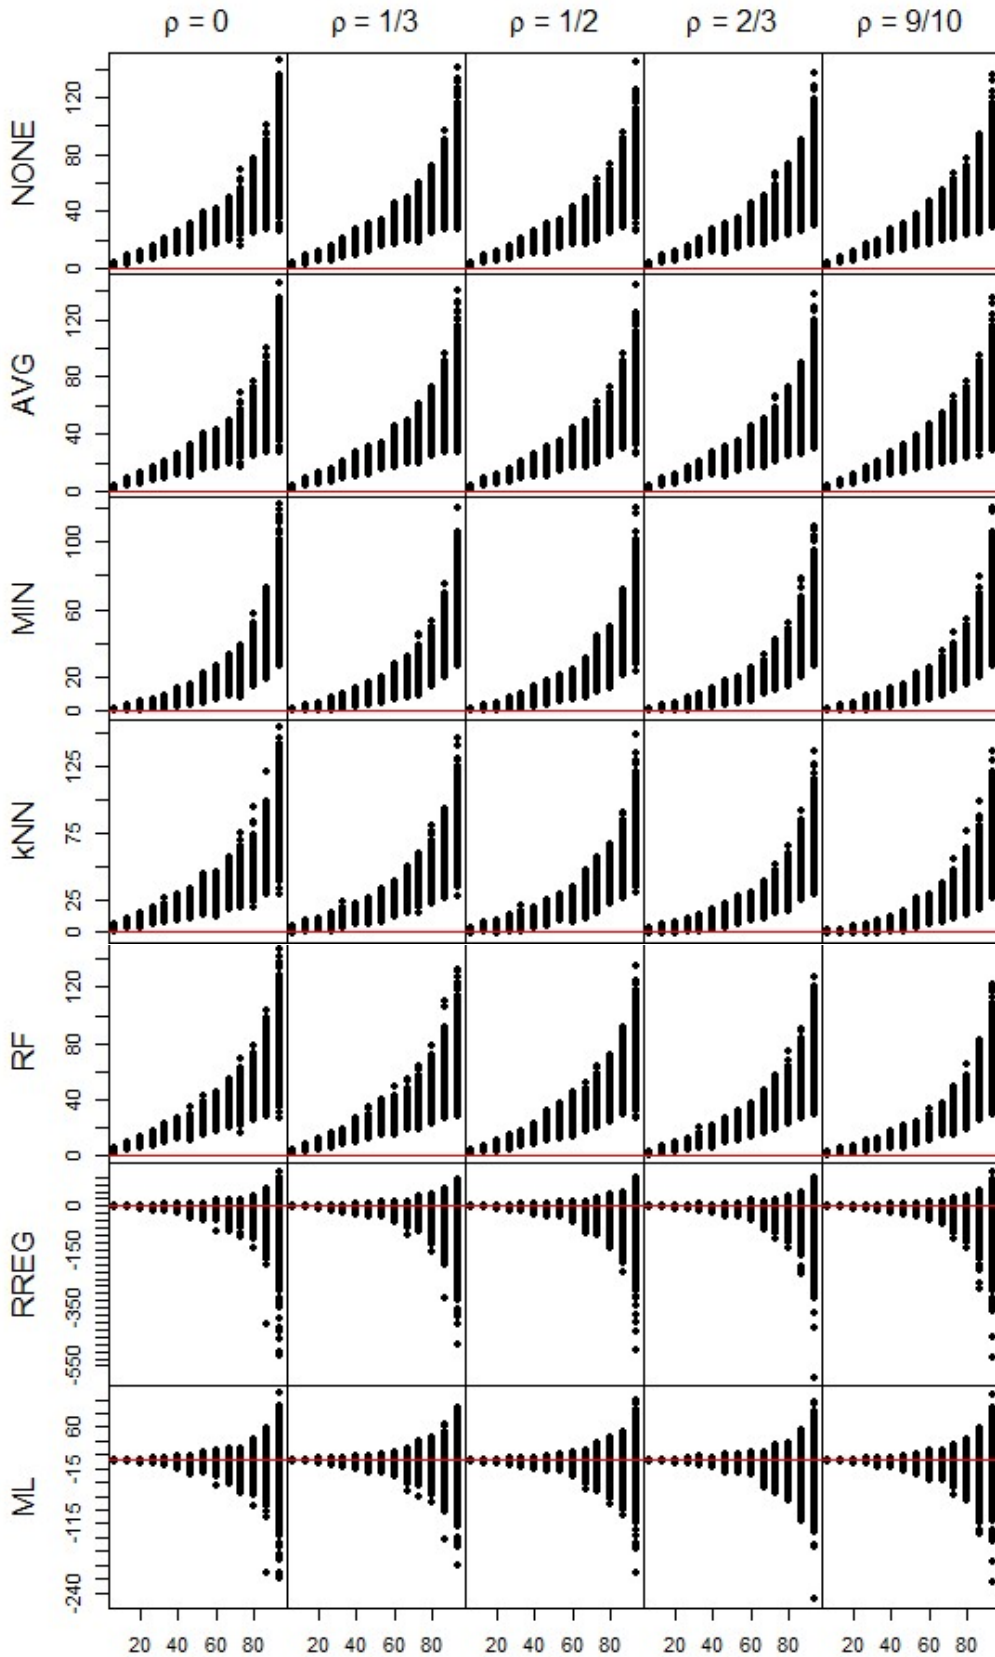 ρ = 0 ρ = 1/3 ρ = 1/2 ρ = 2/3 ρ = 9/10
NONE
0 40 80 120
AVG
0 40 80 120
MIN
0 20 60 100
kNN
0 25 75 125
RF
0 40 80 120
RREG
-550 -350 -150 0
ML
-240 -115 -15 60
20 40 60 80 20 40 60 80 20 40 60 80 20 40 60 80 20 40 60 80